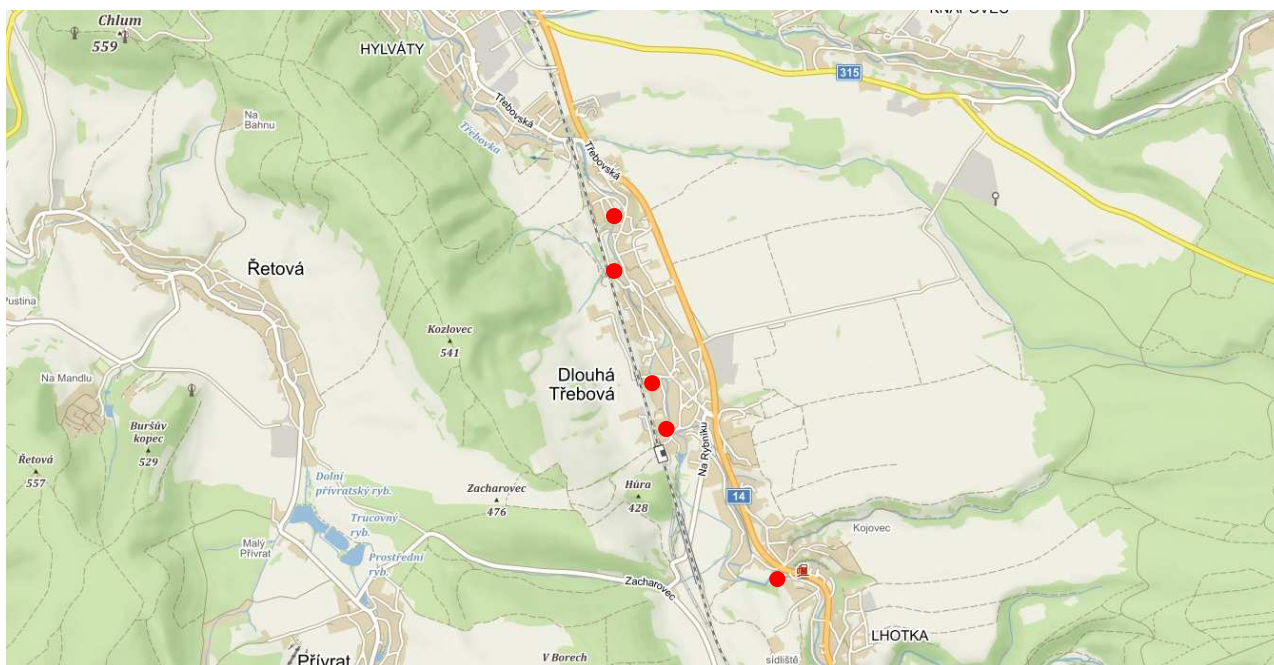 Chlum
559
KNAPOVEC
HYLVÁTY
315
Na
Bahnu
Třebovská
Třebovka
Třebovská
Řetová
Pustina
Kozlovec
541
Na Mandlu
Dlouhá
Třebová
Buršův
kopec
529
Řetová
557
Na Rybníku
Dolní
přívratský ryb.
Zacharovec
476
Hůra
428
14
Trucovný
ryb.
Kojovec
Malý
Přívrat
Prostřední
ryb.
Zacharovec
LHOTKA
Přívrat
V Borech
sídliště